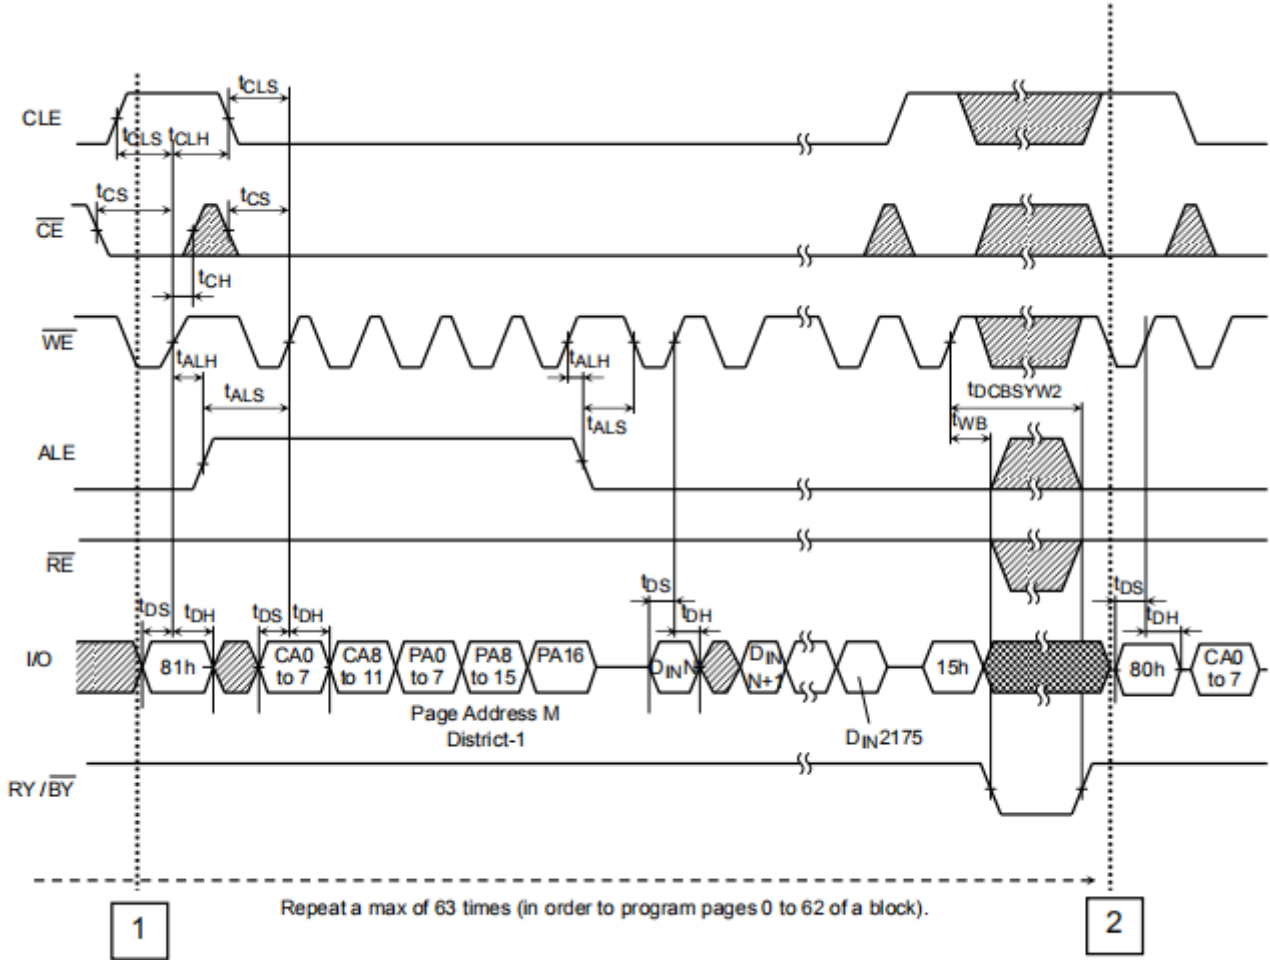 tCLS
CLE
tCLS tCLH
tCS tCS
CE
tCH
WE
tALH tALH
tDCBSYW2
tALS tALS tWB
ALE
RE
tDS tDS
tDS tDH tDS tDH tDH tDH
I/O 81h CA0 to 7 CA8 to 11 PA0 to 7 PA8 to 15 PA16 DINN DIN N+1 15h 80h CA0 to 7
Page Address M
District-1
DIN2175
RY / BY
Repeat a max of 63 times (in order to program pages 0 to 62 of a block).
1 2